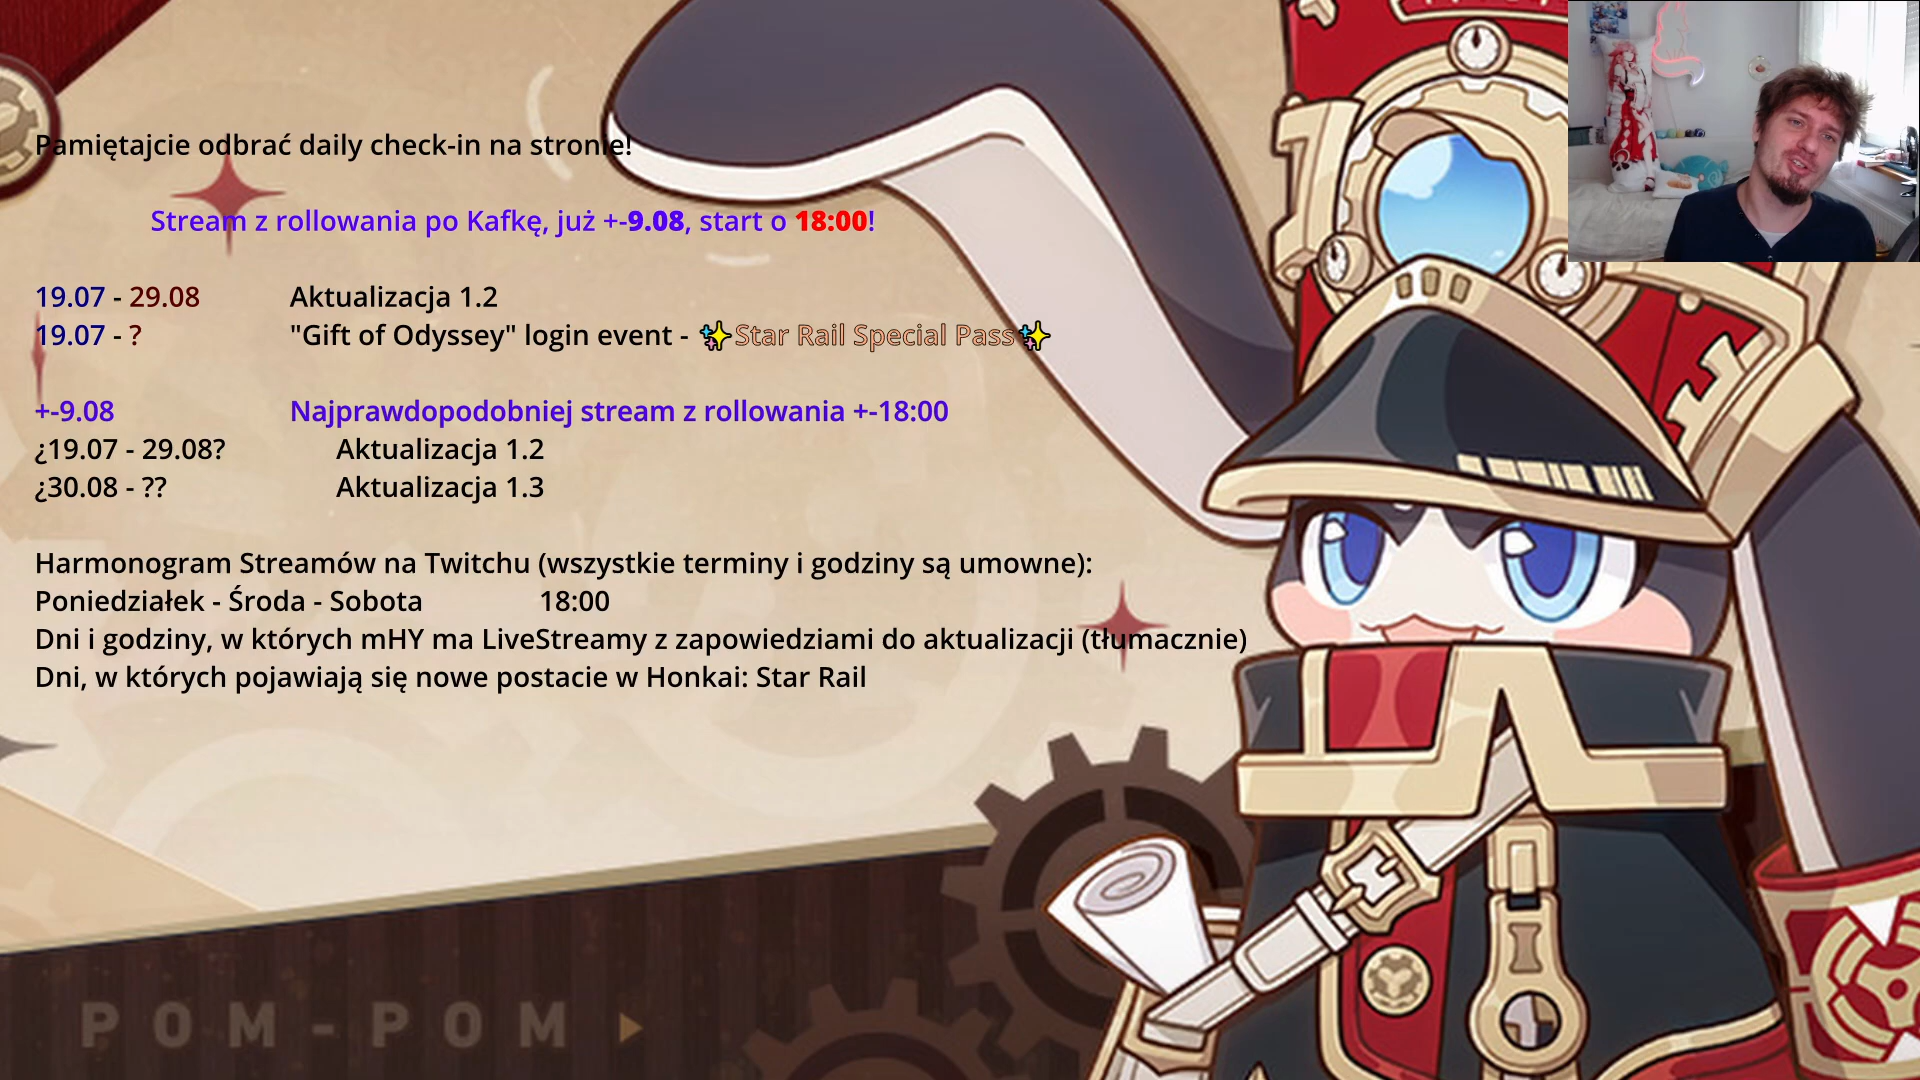 Pamiętajcie odbrać daily check-in na stronie!
Stream z rollowania po Kafkę, już +-9.08, start o 18:00!
19.07 - 29.08 Aktualizacja 1.2
19.07 - ? "Gift of Odyssey" login event - ✨Star Rail Special Pass✨
+-9.08 Najprawdopodobniej stream z rollowania +-18:00
¿19.07 - 29.08? Aktualizacja 1.2
¿30.08 - ?? Aktualizacja 1.3
Harmonogram Streamów na Twitchu (wszystkie terminy i godziny są umowne):
Poniedziałek - Środa - Sobota 18:00
Dni i godziny, w których mHY ma LiveStreamy z zapowiedziami do aktualizacji (tłumacznie)
Dni, w których pojawiają się nowe postacie w Honkai: Star Rail
POM-POM